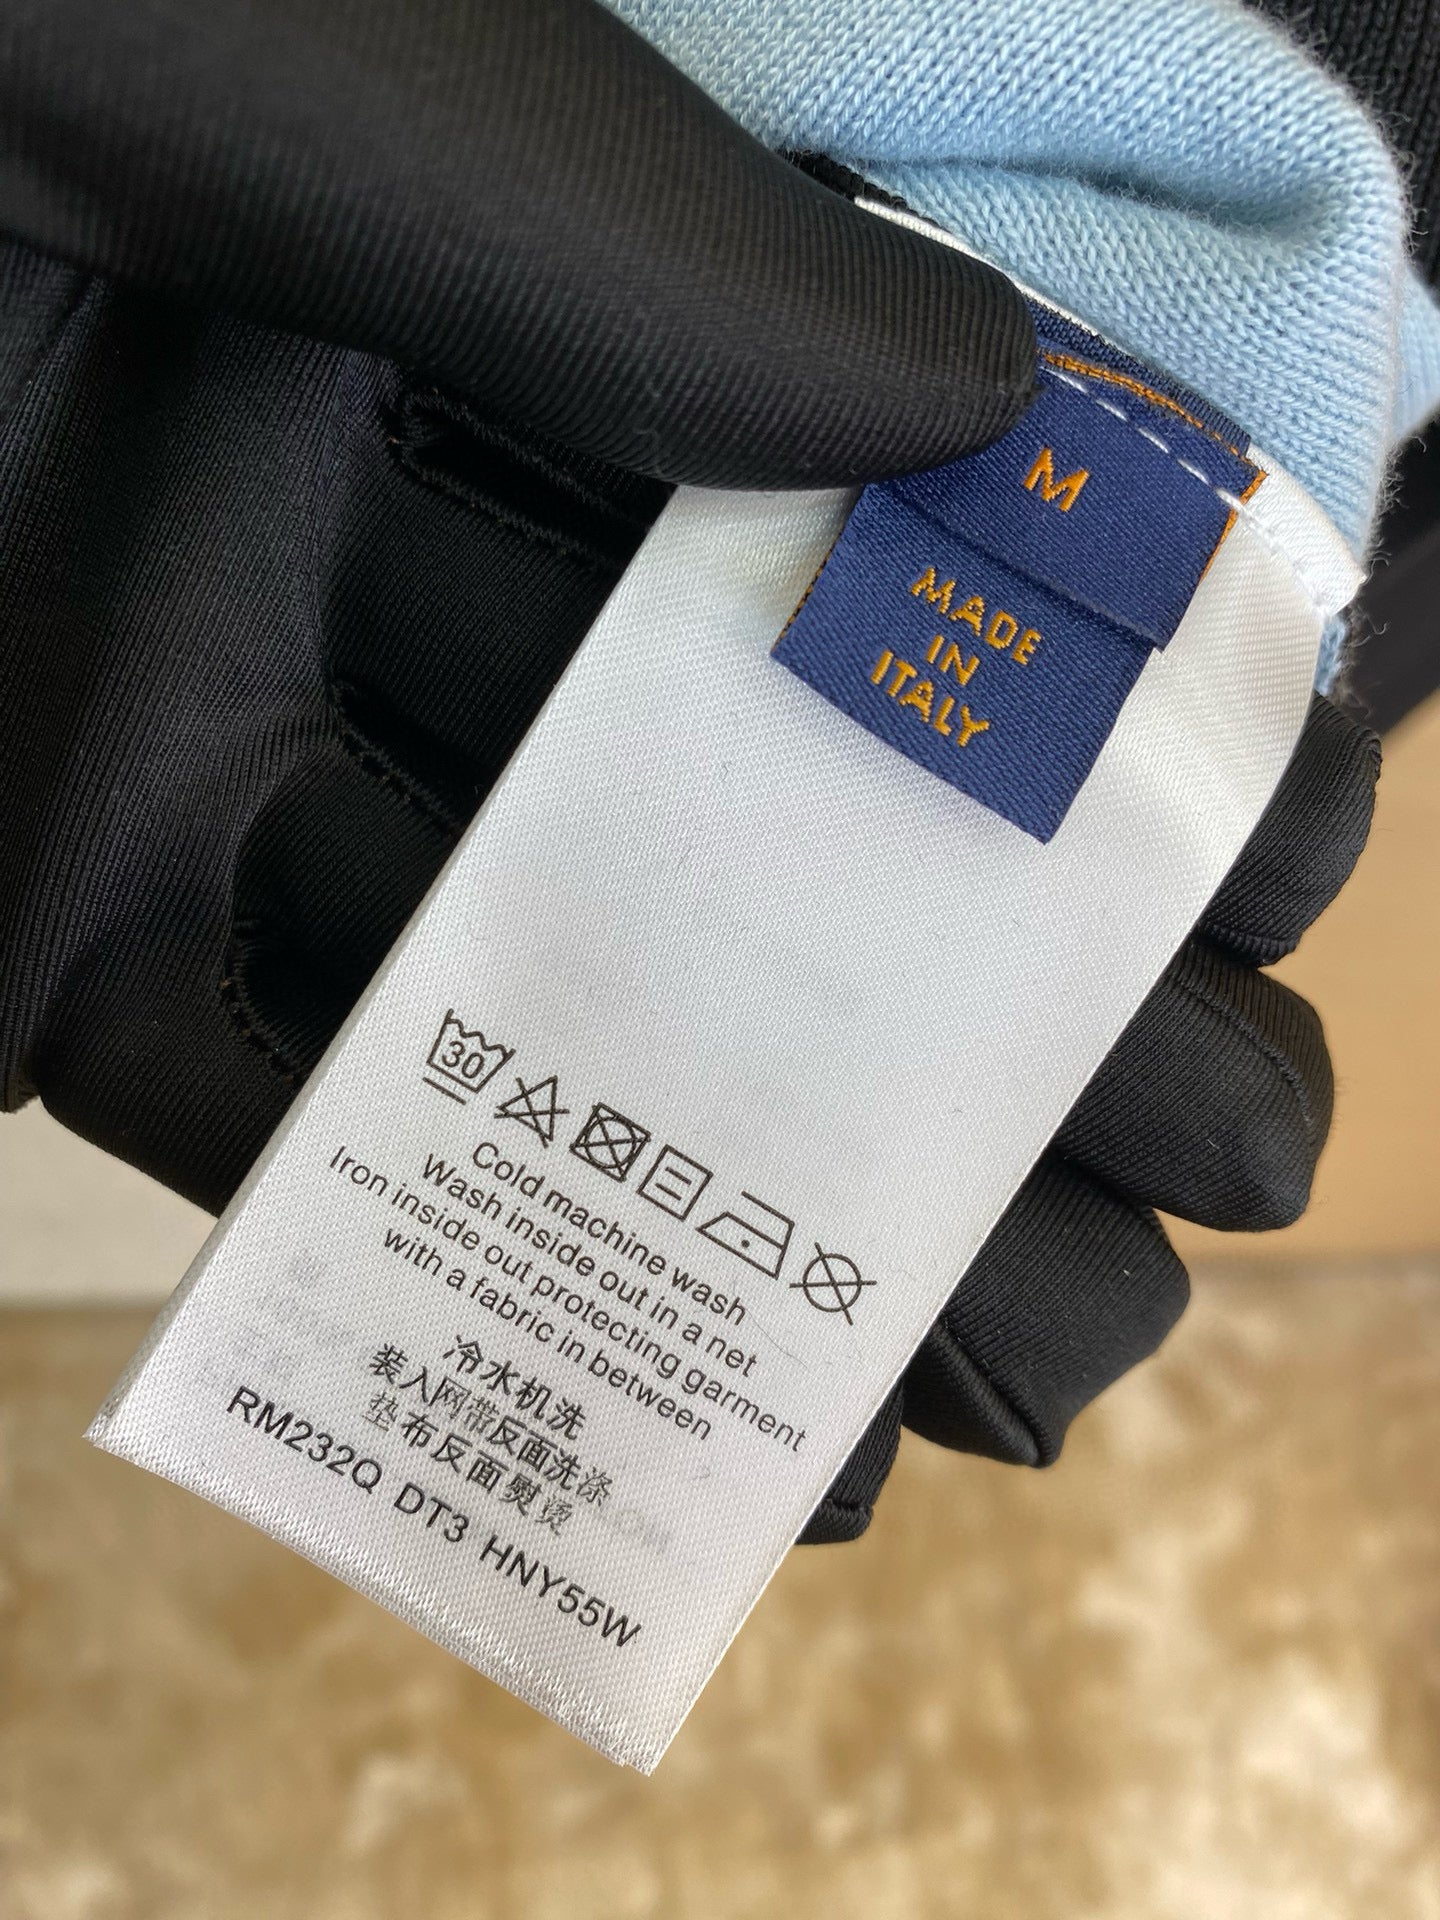 M
MADE
IN
ITALY
30
Cold machine wash
Wash inside out in a net
Iron inside out protecting garment
with a fabric in between
冷水机洗
装入网带反面洗涤
垫布反面熨烫
RM232Q DT3 HNY55W